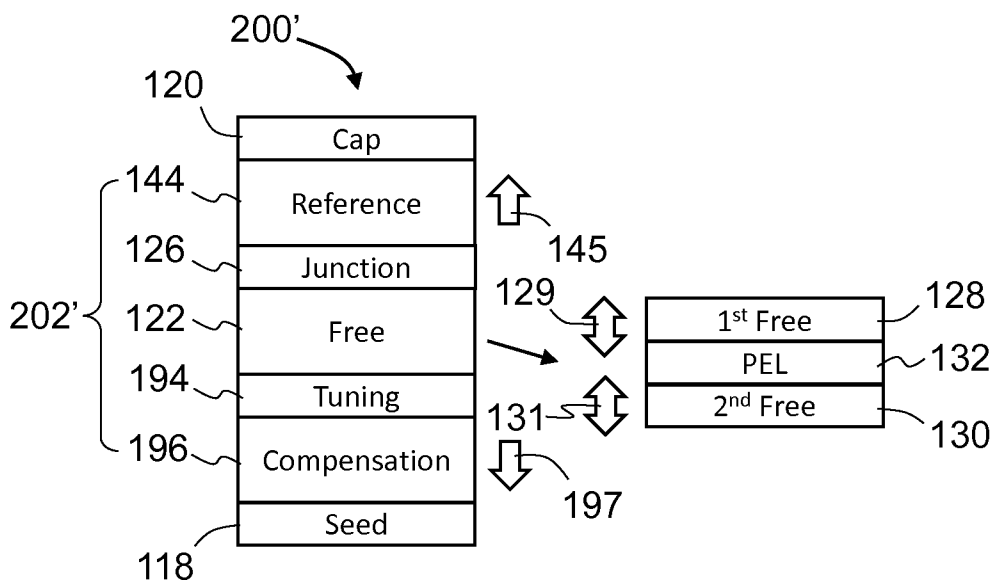 200’
120
Cap
144
Reference
145
126
Junction
129
128
1st Free
202’
122
Free
132
PEL
194
Tuning
131
2nd Free
130
196
Compensation
197
118
Seed